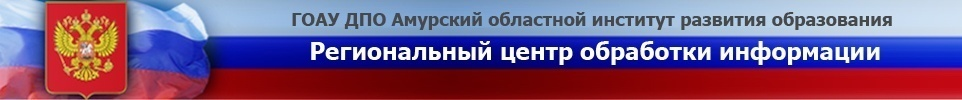 ГОАУ ДПО Амурский областной институт развития образования
Региональный центр обработки информации